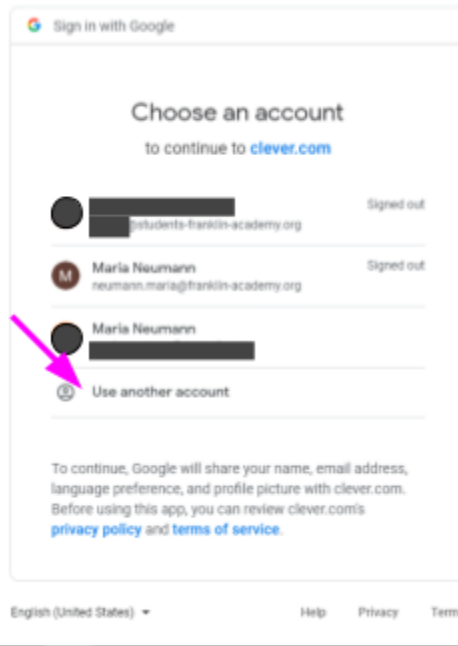 Sign in with Google
Choose an account
to continue to clever.com
@students-franklin-academy.org
Signed out
Maria Neumann
Signed out
neumann.maria@franklin-academy.org
Maria Neumann
Use another account
To continue, Google will share your name, email address,
language preference, and profile picture with clever.com.
Before using this app, you can review clever.com's
privacy policy and terms of service.
English (United States)
Help
Privacy
Term